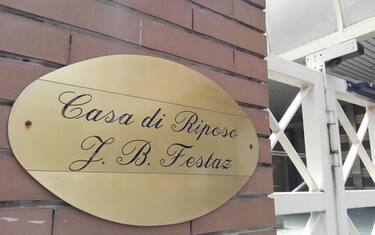 Casa di Riposo
J. B. Festaz